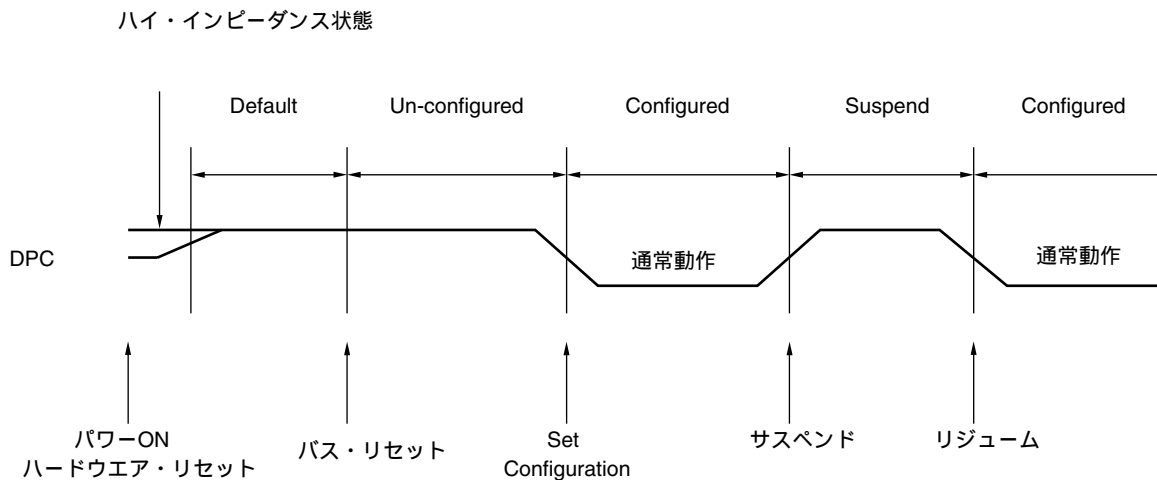 ハイ・インピーダンス状態
Default
Un-configured
Configured
Suspend
Configured
DPC
通常動作
通常動作
パワーON
ハードウエア・リセット
バス・リセット
Set
Configuration
サスペンド
リジューム